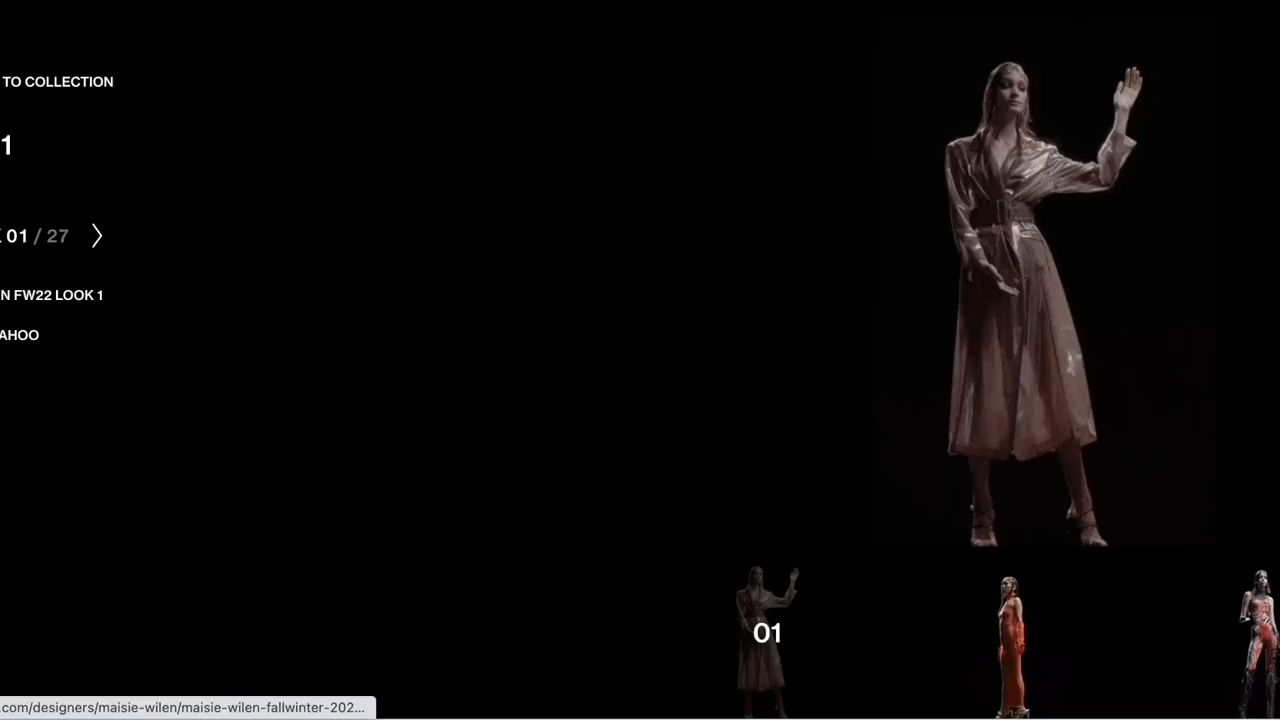 TO COLLECTION
1
01 / 27
N FW22 LOOK 1
AHOO
01
.com/designers/maisie-wilen/maisie-wilen-fallwinter-202...